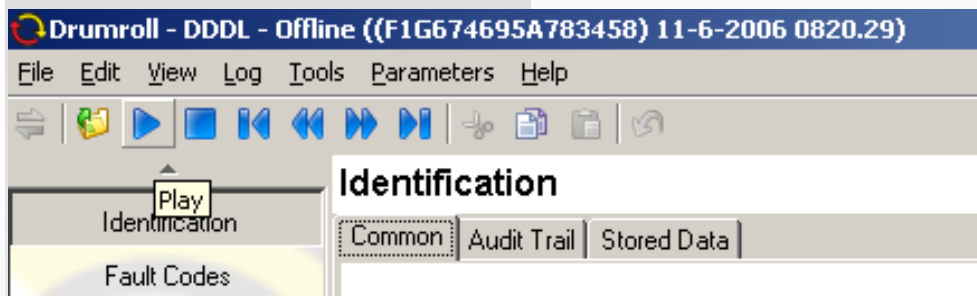 Drumroll - DDDL - Offline ((F1G674695A783458) 11-6-2006 0820.29)
File Edit View Log Tools Parameters Help
Identification
Play
Identification
Common Audit Trail Stored Data
Fault Codes